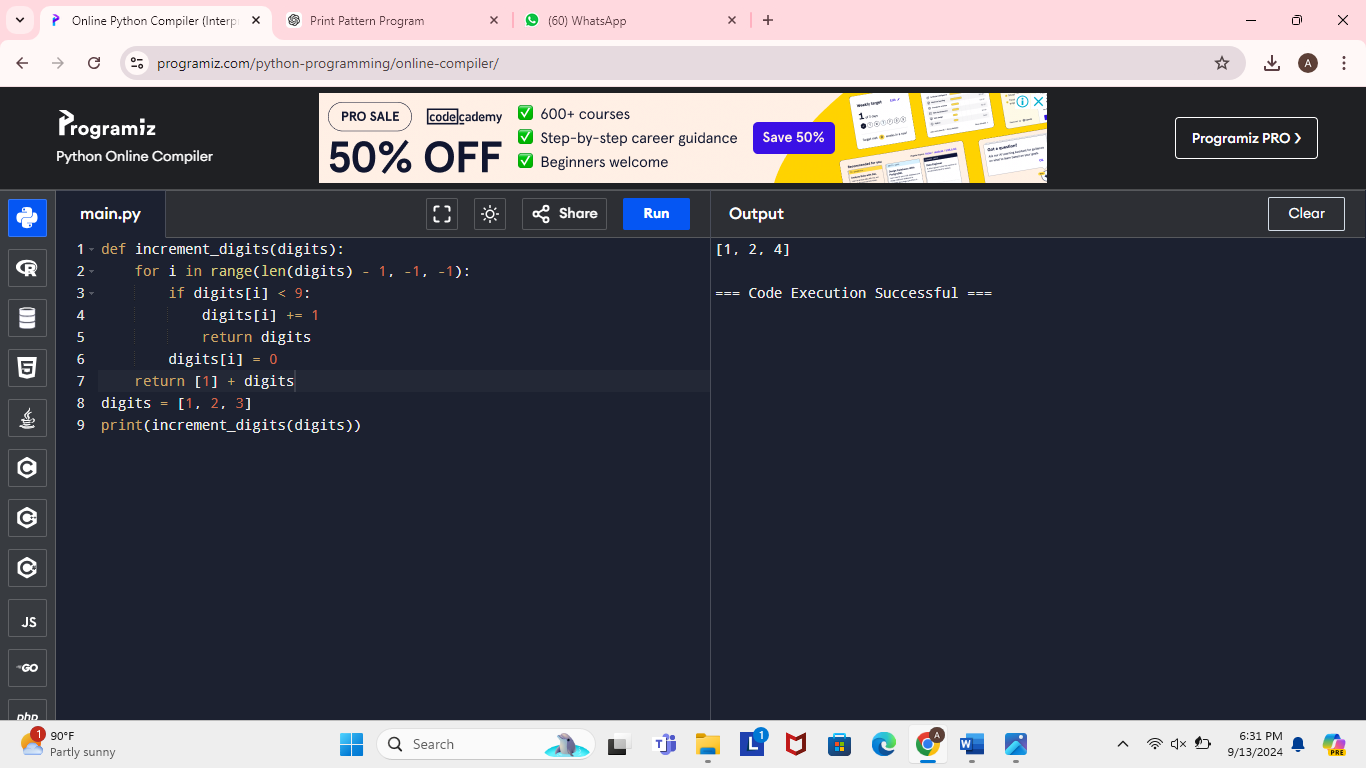 Online Python Compiler (Interp
Print Pattern Program
(60) WhatsApp
programiz.com/python-programming/online-compiler/
A
Programiz
Python Online Compiler
PRO SALE
codecademy
50% OFF
600+ courses
Step-by-step career guidance
Beginners welcome
Save 50%
Programiz PRO >
main.py
Share
Run
Output
Clear
1 def increment_digits(digits):
2     for i in range(len(digits) - 1, -1, -1):
3         if digits[i] < 9:
4             digits[i] += 1
5             return digits
6         digits[i] = 0
7     return [1] + digits
8 digits = [1, 2, 3]
9 print(increment_digits(digits))
[1, 2, 4]
=== Code Execution Successful ===
JS
GO
php
1
90°F
Partly sunny
Search
L
1
A
6:31 PM
9/13/2024
PRE